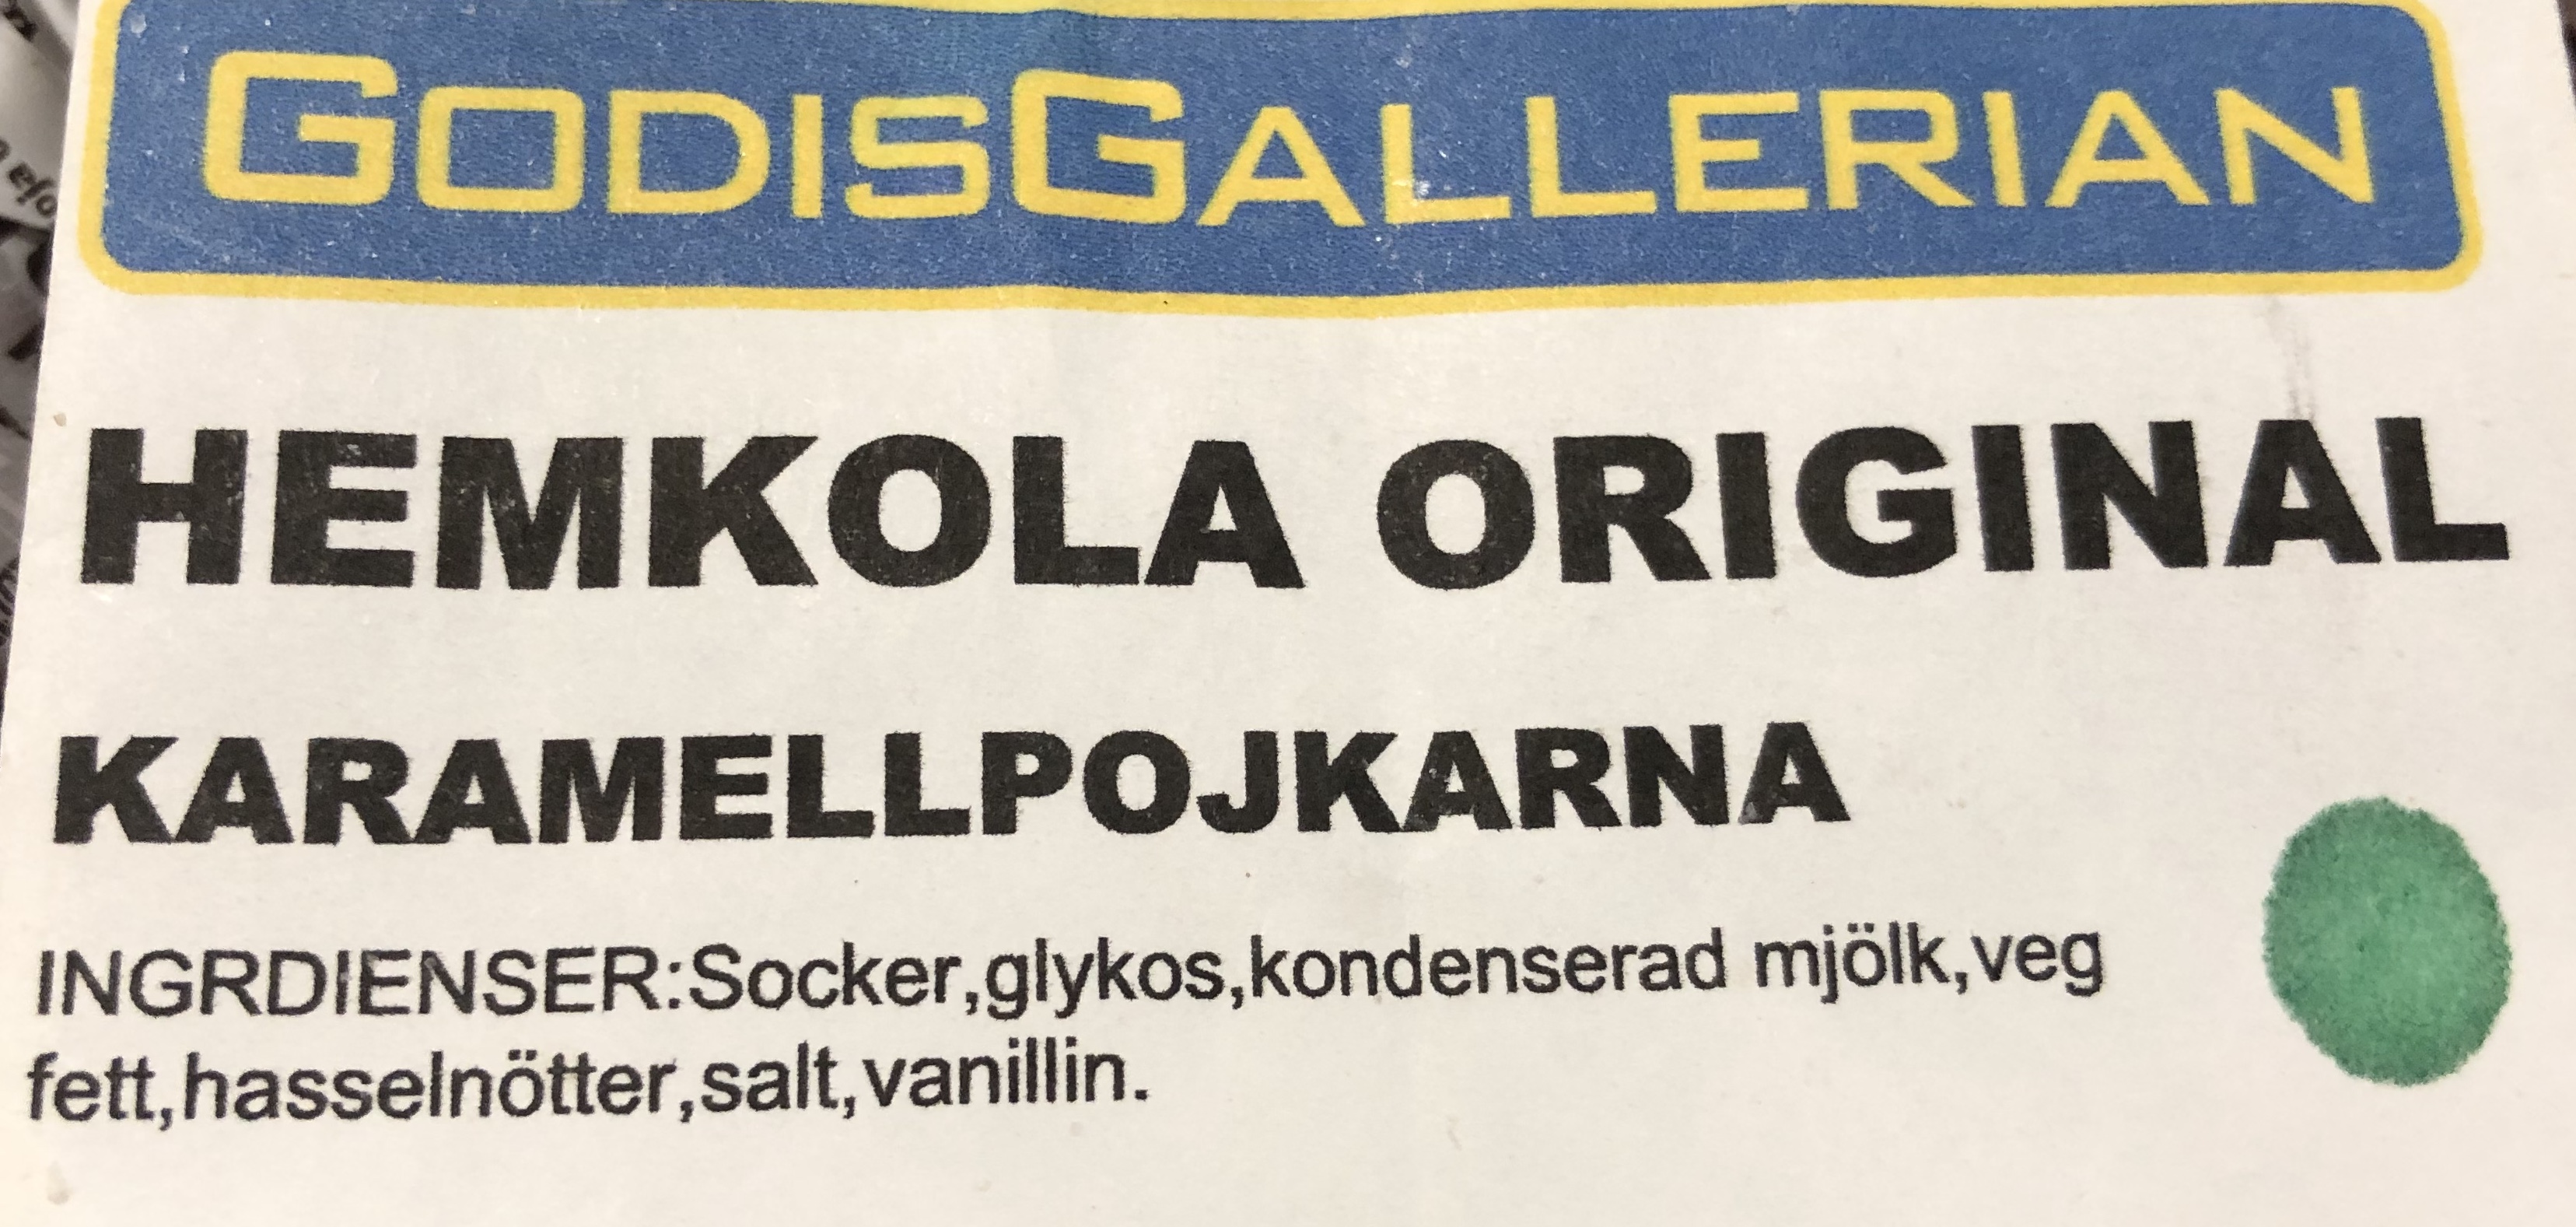 GODISGALLERIAN
HEMKOLA ORIGINAL
KARAMELLPOJKARNA
INGRDIENSER:Socker,glykos,kondenserad mjölk,veg
fett,hasselnötter,salt,vanillin.